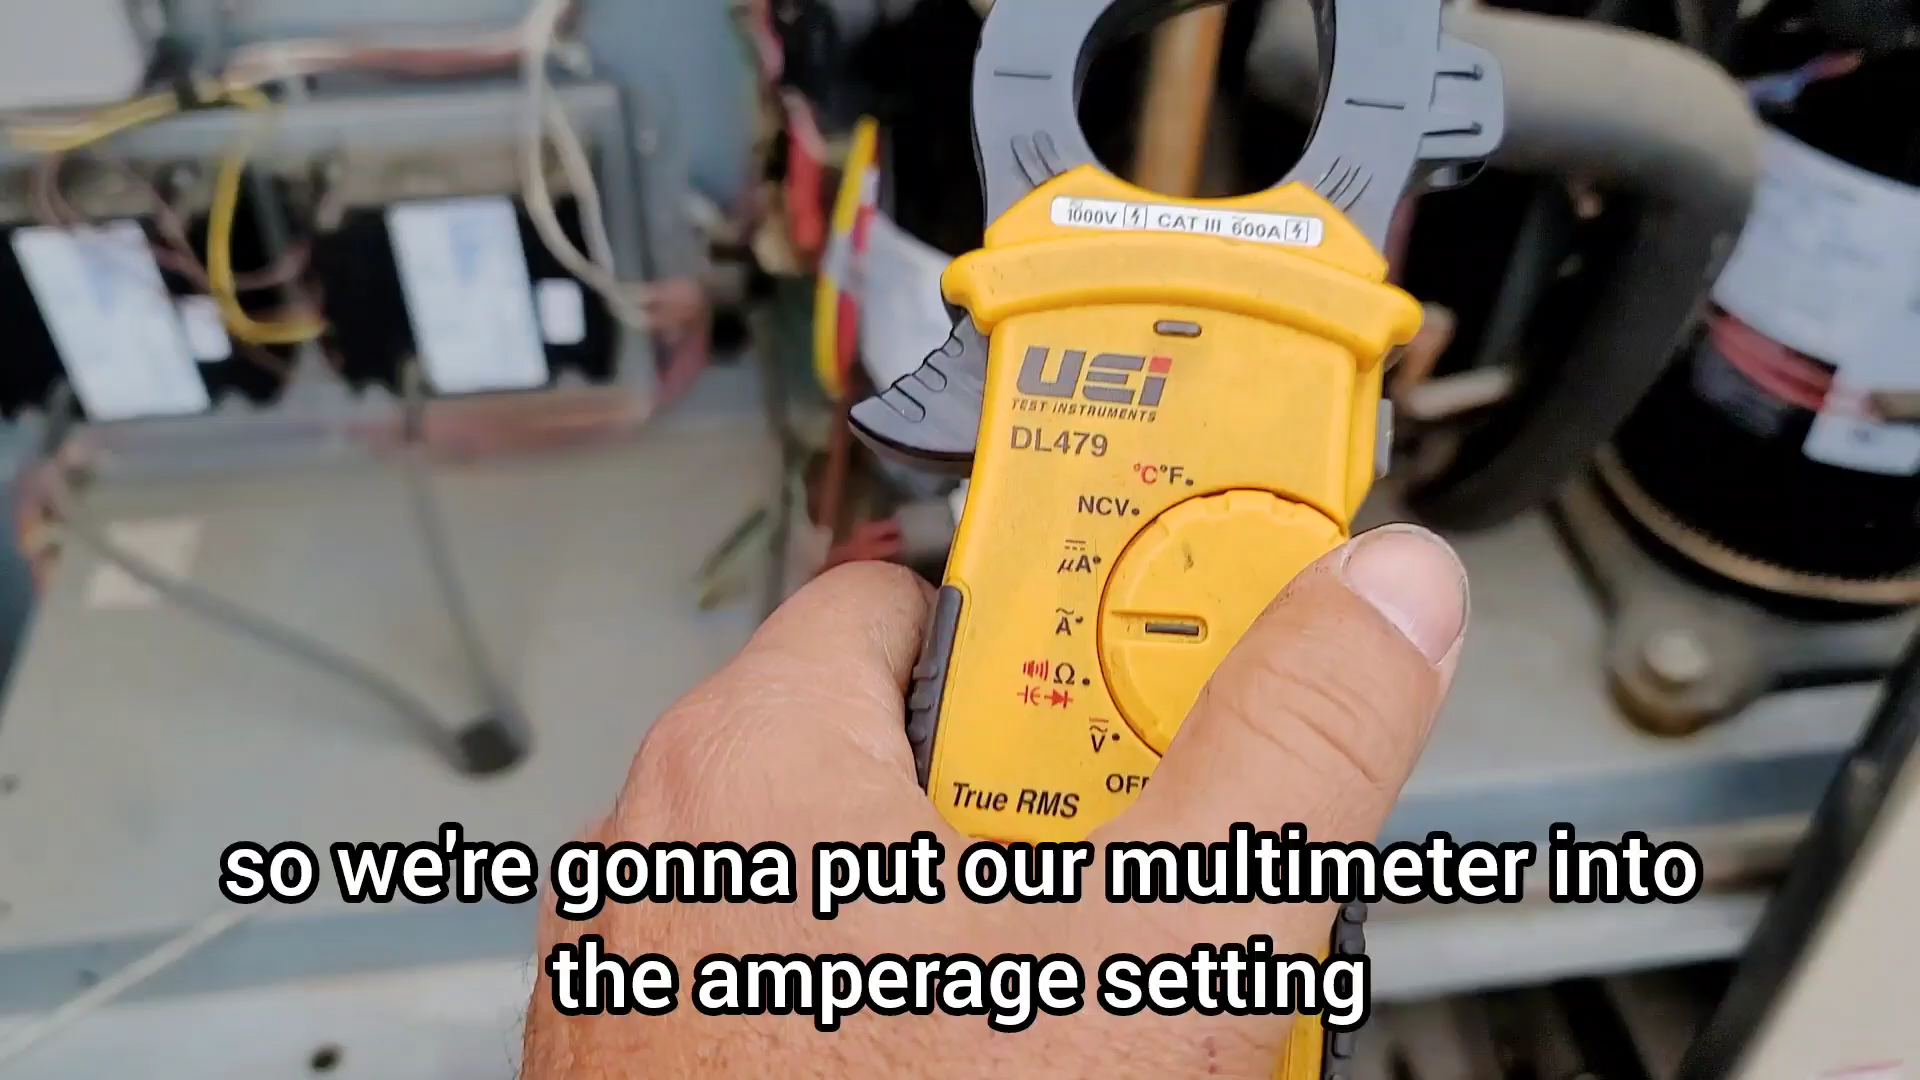 ~1000V CAT III ~600A
UEi
TEST INSTRUMENTS
DL479
°C°F
NCV
µA
A
Ω
V
OFF
True RMS
so we're gonna put our multimeter into
the amperage setting